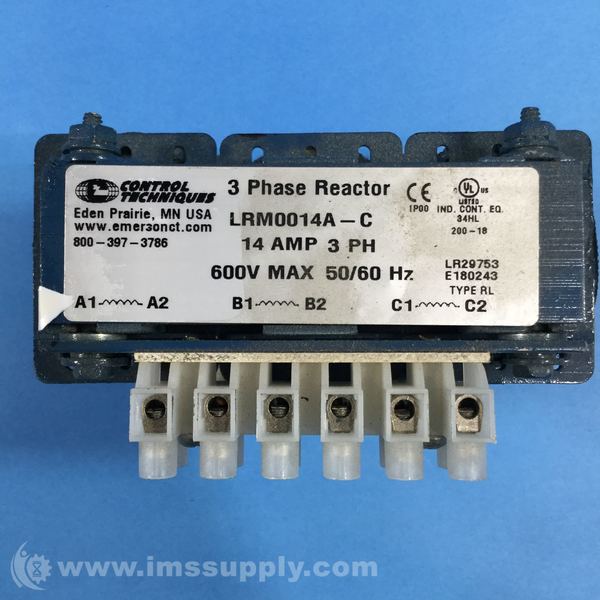 CONTROL
TECHNIQUES
Eden Prairie, MN USA
www.emersonct.com
800-397-3786
3 Phase Reactor
LRM0014A-C
14 AMP 3 PH
600V MAX 50/60 Hz
CE
IP00
C UL US
LISTED
IND. CONT. EQ.
34HL
200-18
LR29753
E180243
TYPE RL
A1 A2 B1 B2 C1 C2
www.imssupply.com